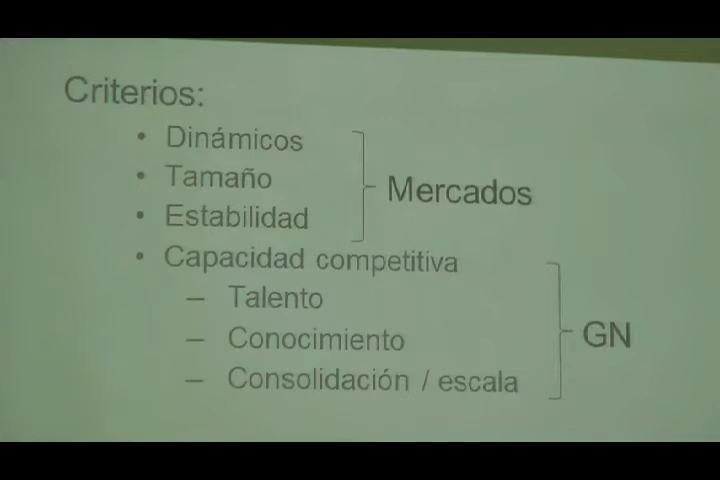 Criterios:
• Dinámicos
• Tamaño
• Estabilidad
Mercados
• Capacidad competitiva
– Talento
– Conocimiento
– Consolidación / escala
GN